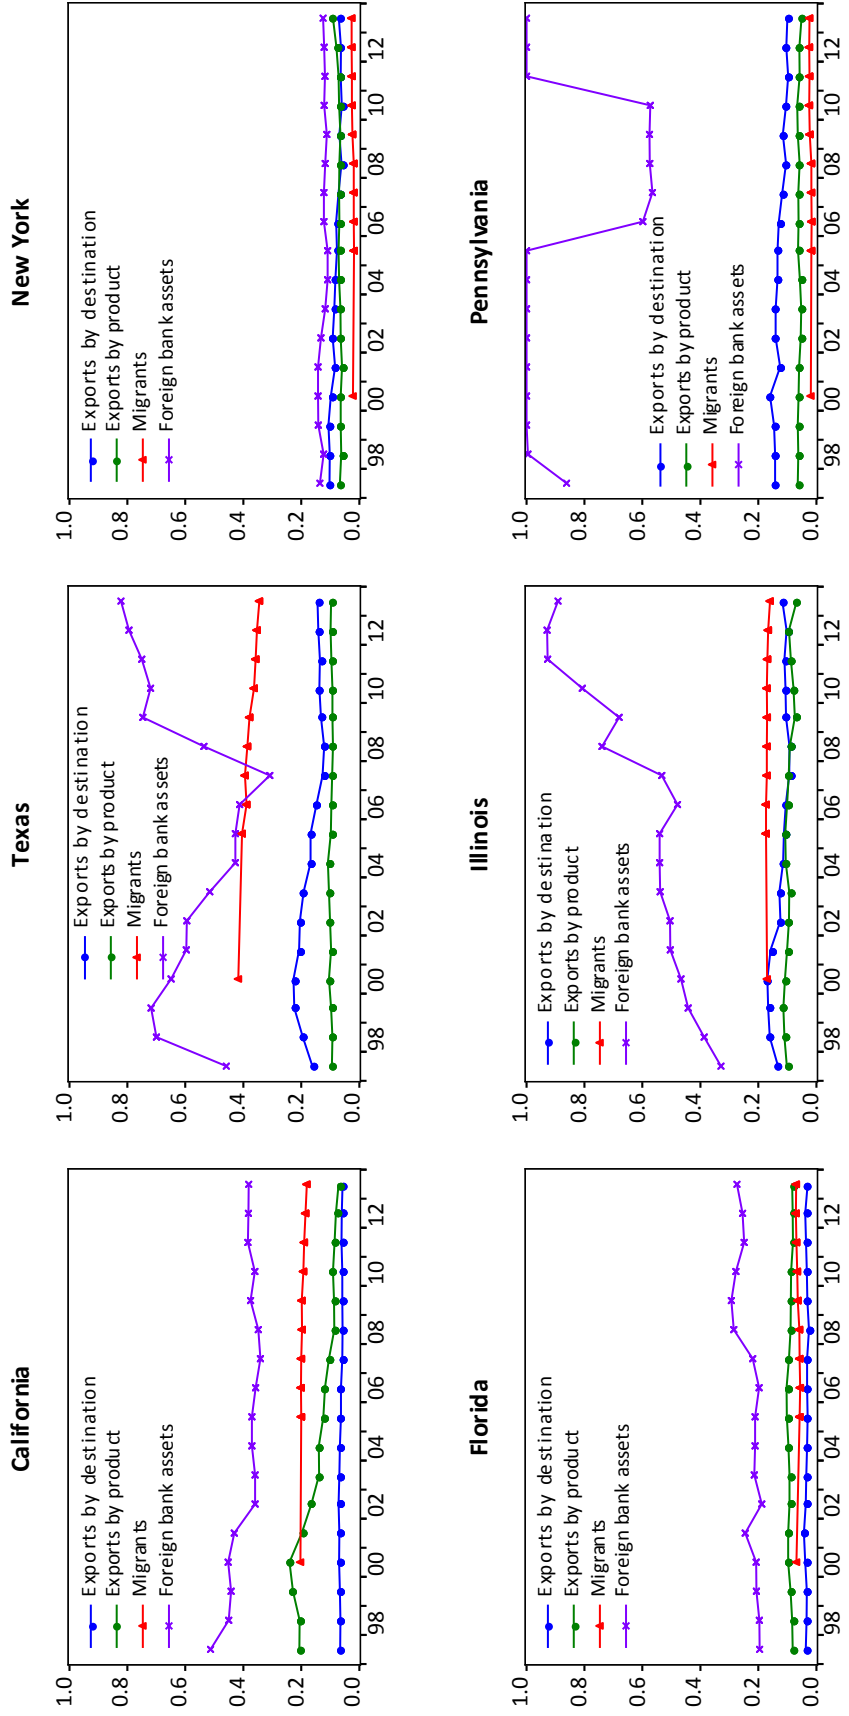 California
1.0
0.8
0.6
0.4
0.2
0.0
Exports by destination
Exports by product
Migrants
Foreign bank assets
98 00 02 04 06 08 10 12
Texas
1.0
0.8
0.6
0.4
0.2
0.0
Exports by destination
Exports by product
Migrants
Foreign bank assets
98 00 02 04 06 08 10 12
New York
1.0
0.8
0.6
0.4
0.2
0.0
Exports by destination
Exports by product
Migrants
Foreign bank assets
98 00 02 04 06 08 10 12
Florida
1.0
0.8
0.6
0.4
0.2
0.0
Exports by destination
Exports by product
Migrants
Foreign bank assets
98 00 02 04 06 08 10 12
Illinois
1.0
0.8
0.6
0.4
0.2
0.0
Exports by destination
Exports by product
Migrants
Foreign bank assets
98 00 02 04 06 08 10 12
Pennsylvania
1.0
0.8
0.6
0.4
0.2
0.0
Exports by destination
Exports by product
Migrants
Foreign bank assets
98 00 02 04 06 08 10 12